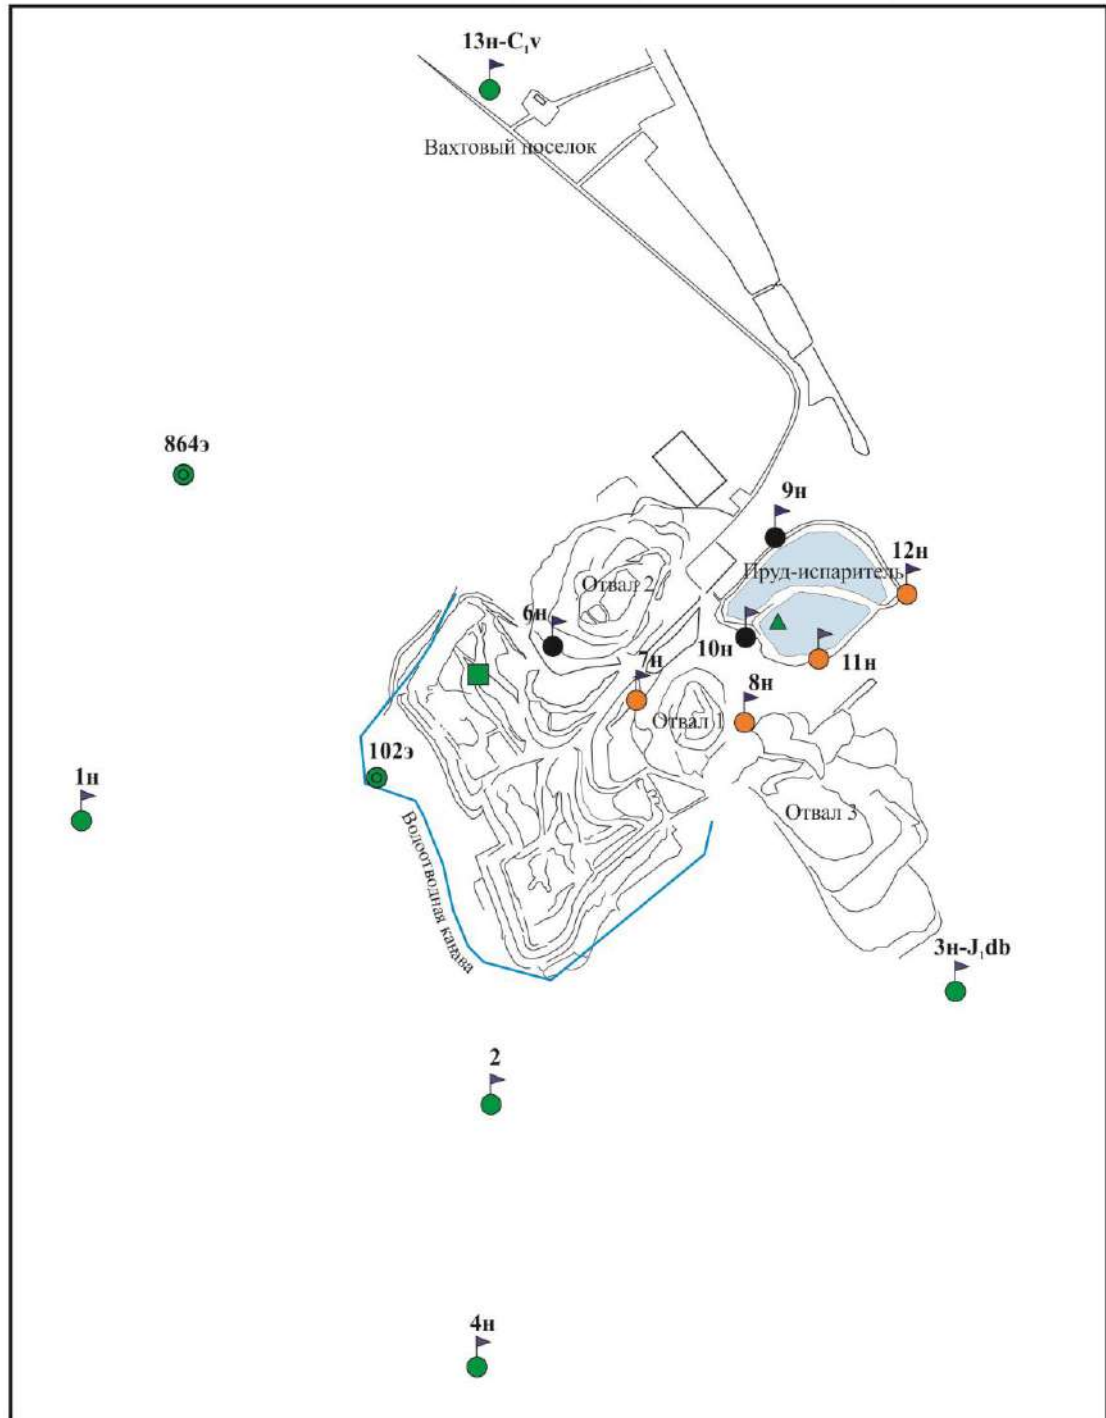 13н-C₁v
Вахтовый поселок
864э
9н
12н
Пруд-испаритель
Отвал 2
6н
10н
7н
11н
8н
Отвал 1
102э
1н
Отвал 3
Водоотводная канава
3н-J₁db
2
4н